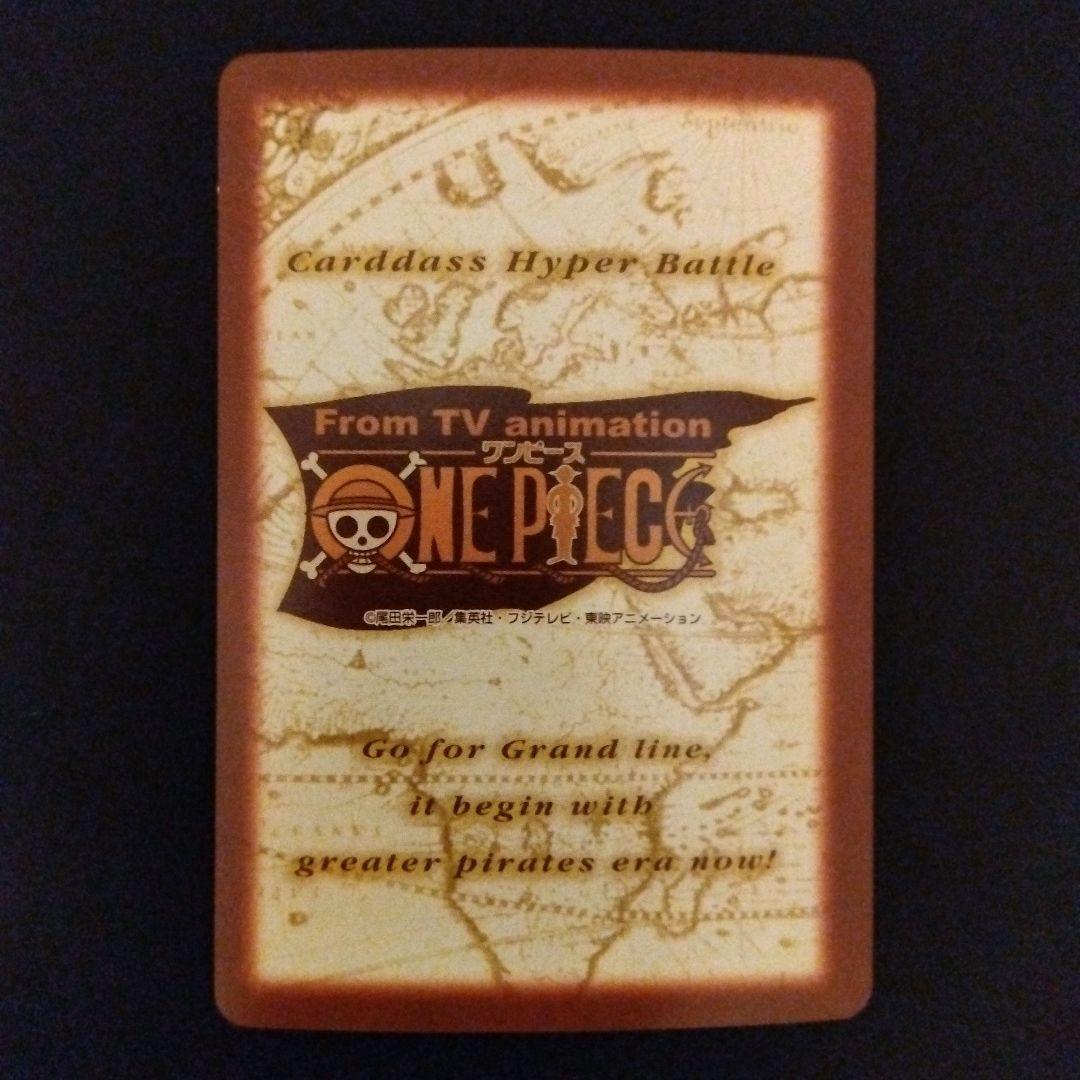 Septentrio
Carddass Hyper Battle
From TV animation
ワンピース
ONE PIECE
©尾田栄一郎/集英社・フジテレビ・東映アニメーション
Go for Grand line,
it begin with
greater pirates era now!